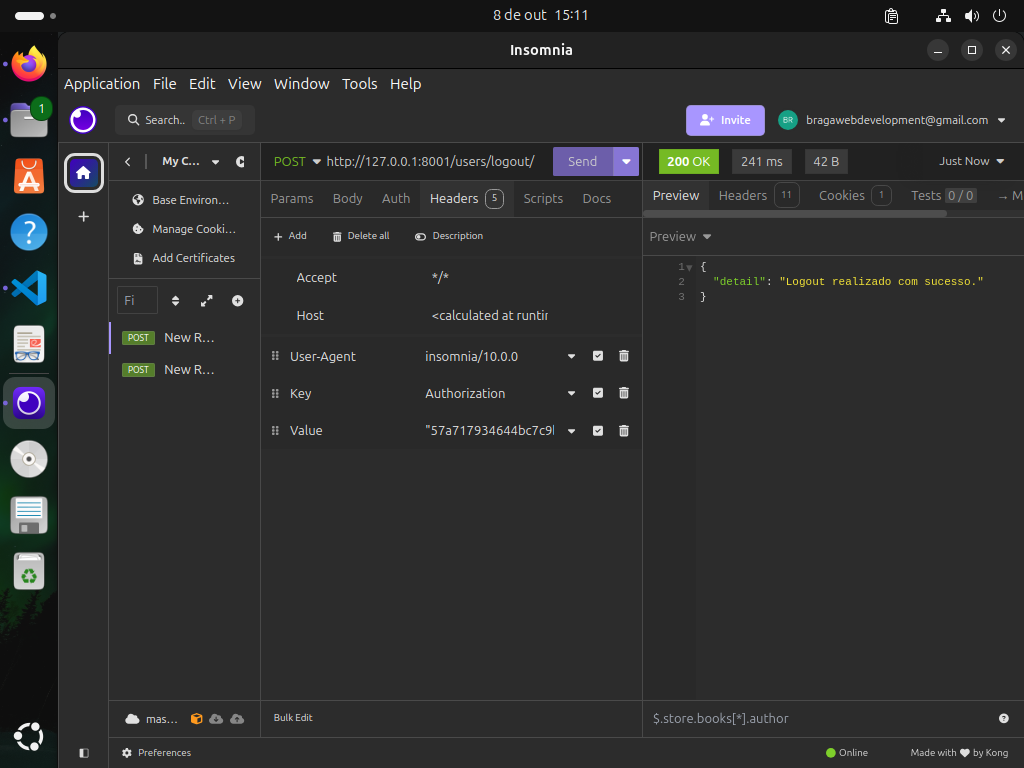 8 de out 15:11
Insomnia
Application File Edit View Window Tools Help
1
Search.. Ctrl + P
Invite
BR bragawebdevelopment@gmail.com
My C...
POST http://127.0.0.1:8001/users/logout/ Send
200 OK 241 ms 42 B Just Now
Base Environ...
Manage Cooki...
Add Certificates
Fi
POST New R...
POST New R...
Params Body Auth Headers 5 Scripts Docs
Add Delete all Description
Accept */*
Host <calculated at runtir
User-Agent insomnia/10.0.0
Key Authorization
Value "57a717934644bc7c9l
Preview Headers 11 Cookies 1 Tests 0 / 0 → M
Preview
1 {
2 "detail": "Logout realizado com sucesso."
3 }
mas...
Bulk Edit
$.store.books[*].author
Preferences
Online
Made with ♥ by Kong